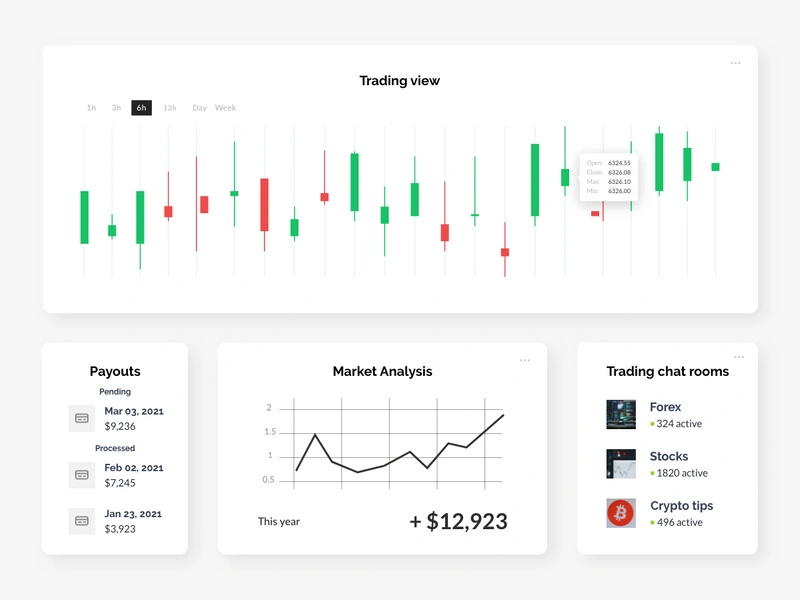 Trading view
1h 3h 6h 12h Day Week
Open: 6324.55
Close: 6326.08
Max: 6326.10
Min: 6326.00
Payouts
Pending
Mar 03, 2021
$9,236
Processed
Feb 02, 2021
$7,245
Jan 23, 2021
$3,923
Market Analysis
2
1.5
1
0.5
This year
+ $12,923
Trading chat rooms
Forex
324 active
Stocks
1820 active
Crypto tips
496 active